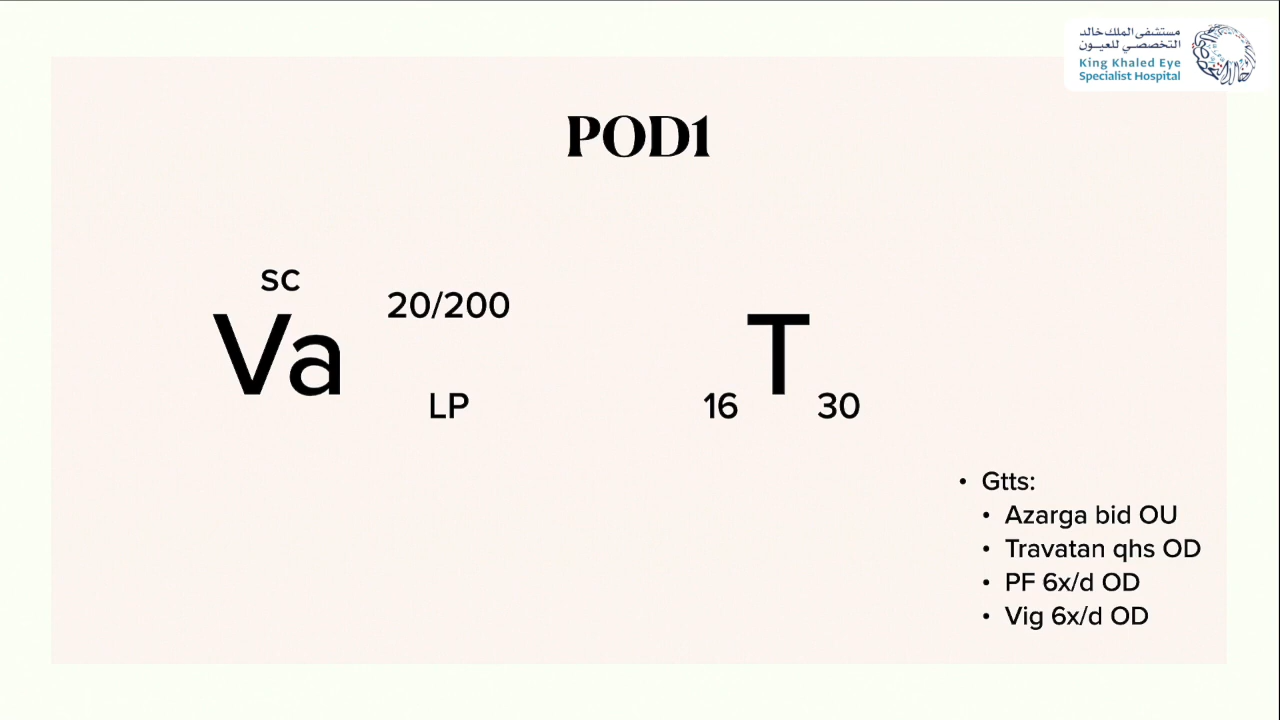 مستشفى الملك خالد
التخصصي للعيون
King Khaled Eye
Specialist Hospital
POD1
sc
Va
20/200
LP
T
16
30
• Gtts:
• Azarga bid OU
• Travatan qhs OD
• PF 6x/d OD
• Vig 6x/d OD